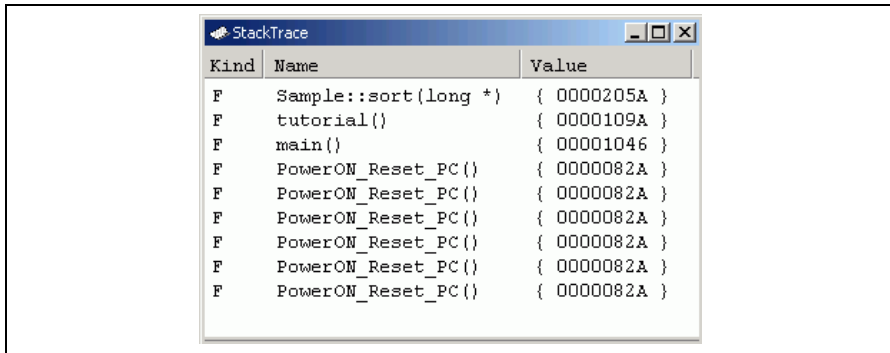 StackTrace
Kind Name Value
F Sample::sort(long *) { 0000205A }
F tutorial() { 0000109A }
F main() { 00001046 }
F PowerON_Reset_PC() { 0000082A }
F PowerON_Reset_PC() { 0000082A }
F PowerON_Reset_PC() { 0000082A }
F PowerON_Reset_PC() { 0000082A }
F PowerON_Reset_PC() { 0000082A }
F PowerON_Reset_PC() { 0000082A }